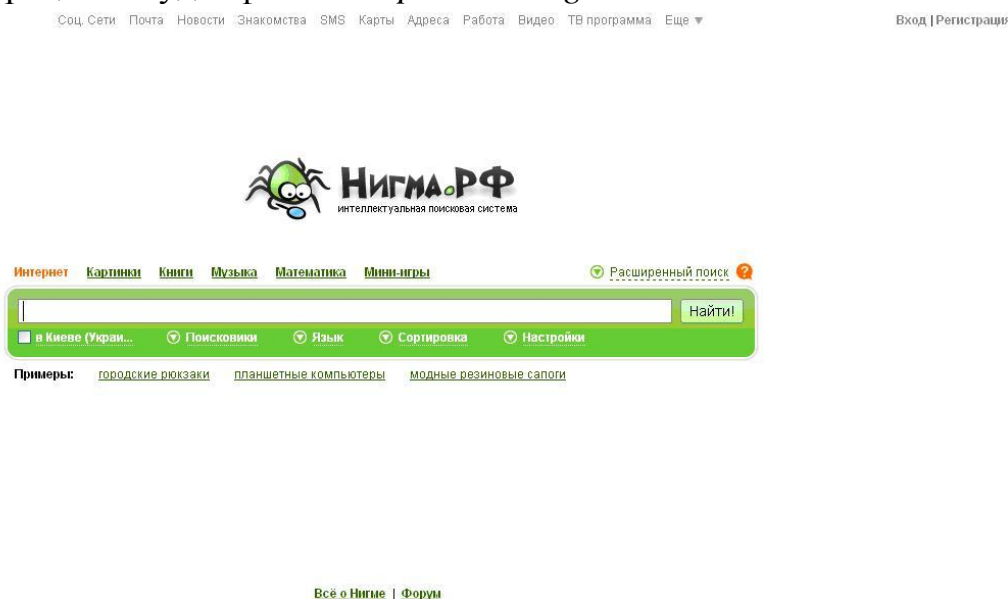 Соц. Сети Почта Новости Знакомства SMS Карты Адреса Работа Видео ТВ программа Еще ▼ Вход | Регистрация
Нигма.РФ
интеллектуальная поисковая система
Интернет Картинки Книги Музыка Математика Мини-игры Расширенный поиск ?
Найти!
в Киеве (Украи... Поисковики Язык Сортировка Настройки
Примеры: городские рюкзаки планшетные компьютеры модные резиновые сапоги
Всё о Нигме | Форум